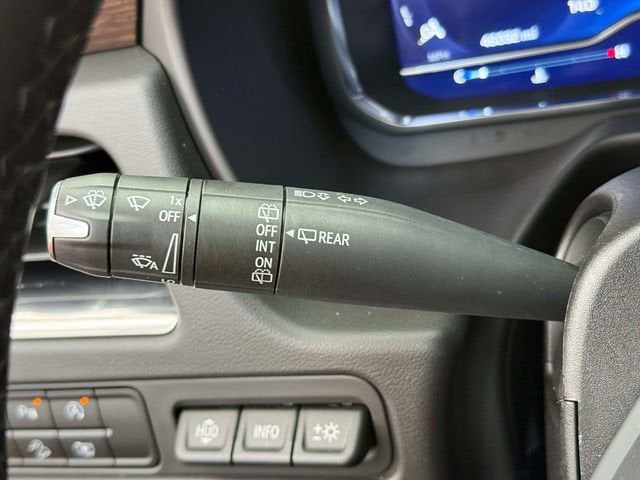 1x
OFF
A
OFF
INT
ON
REAR
HUD
INFO